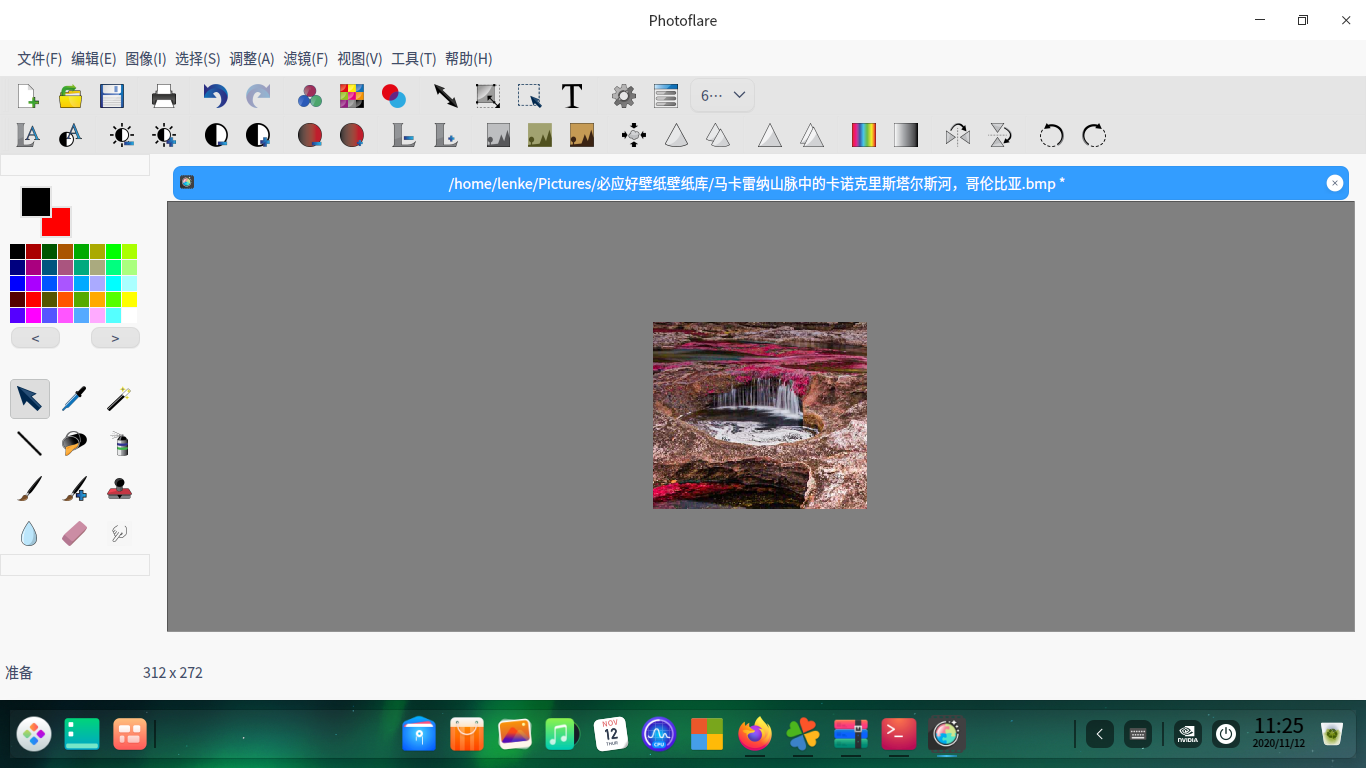 Photoflare
文件(F) 编辑(E) 图像(I) 选择(S) 调整(A) 滤镜(F) 视图(V) 工具(T) 帮助(H)
6···
/home/lenke/Pictures/必应好壁纸壁纸库/马卡雷纳山脉中的卡诺克里斯塔尔斯河，哥伦比亚.bmp *
< >
准备 312 x 272
NOV
12
THUR
CPU
NVIDIA
11:25
2020/11/12